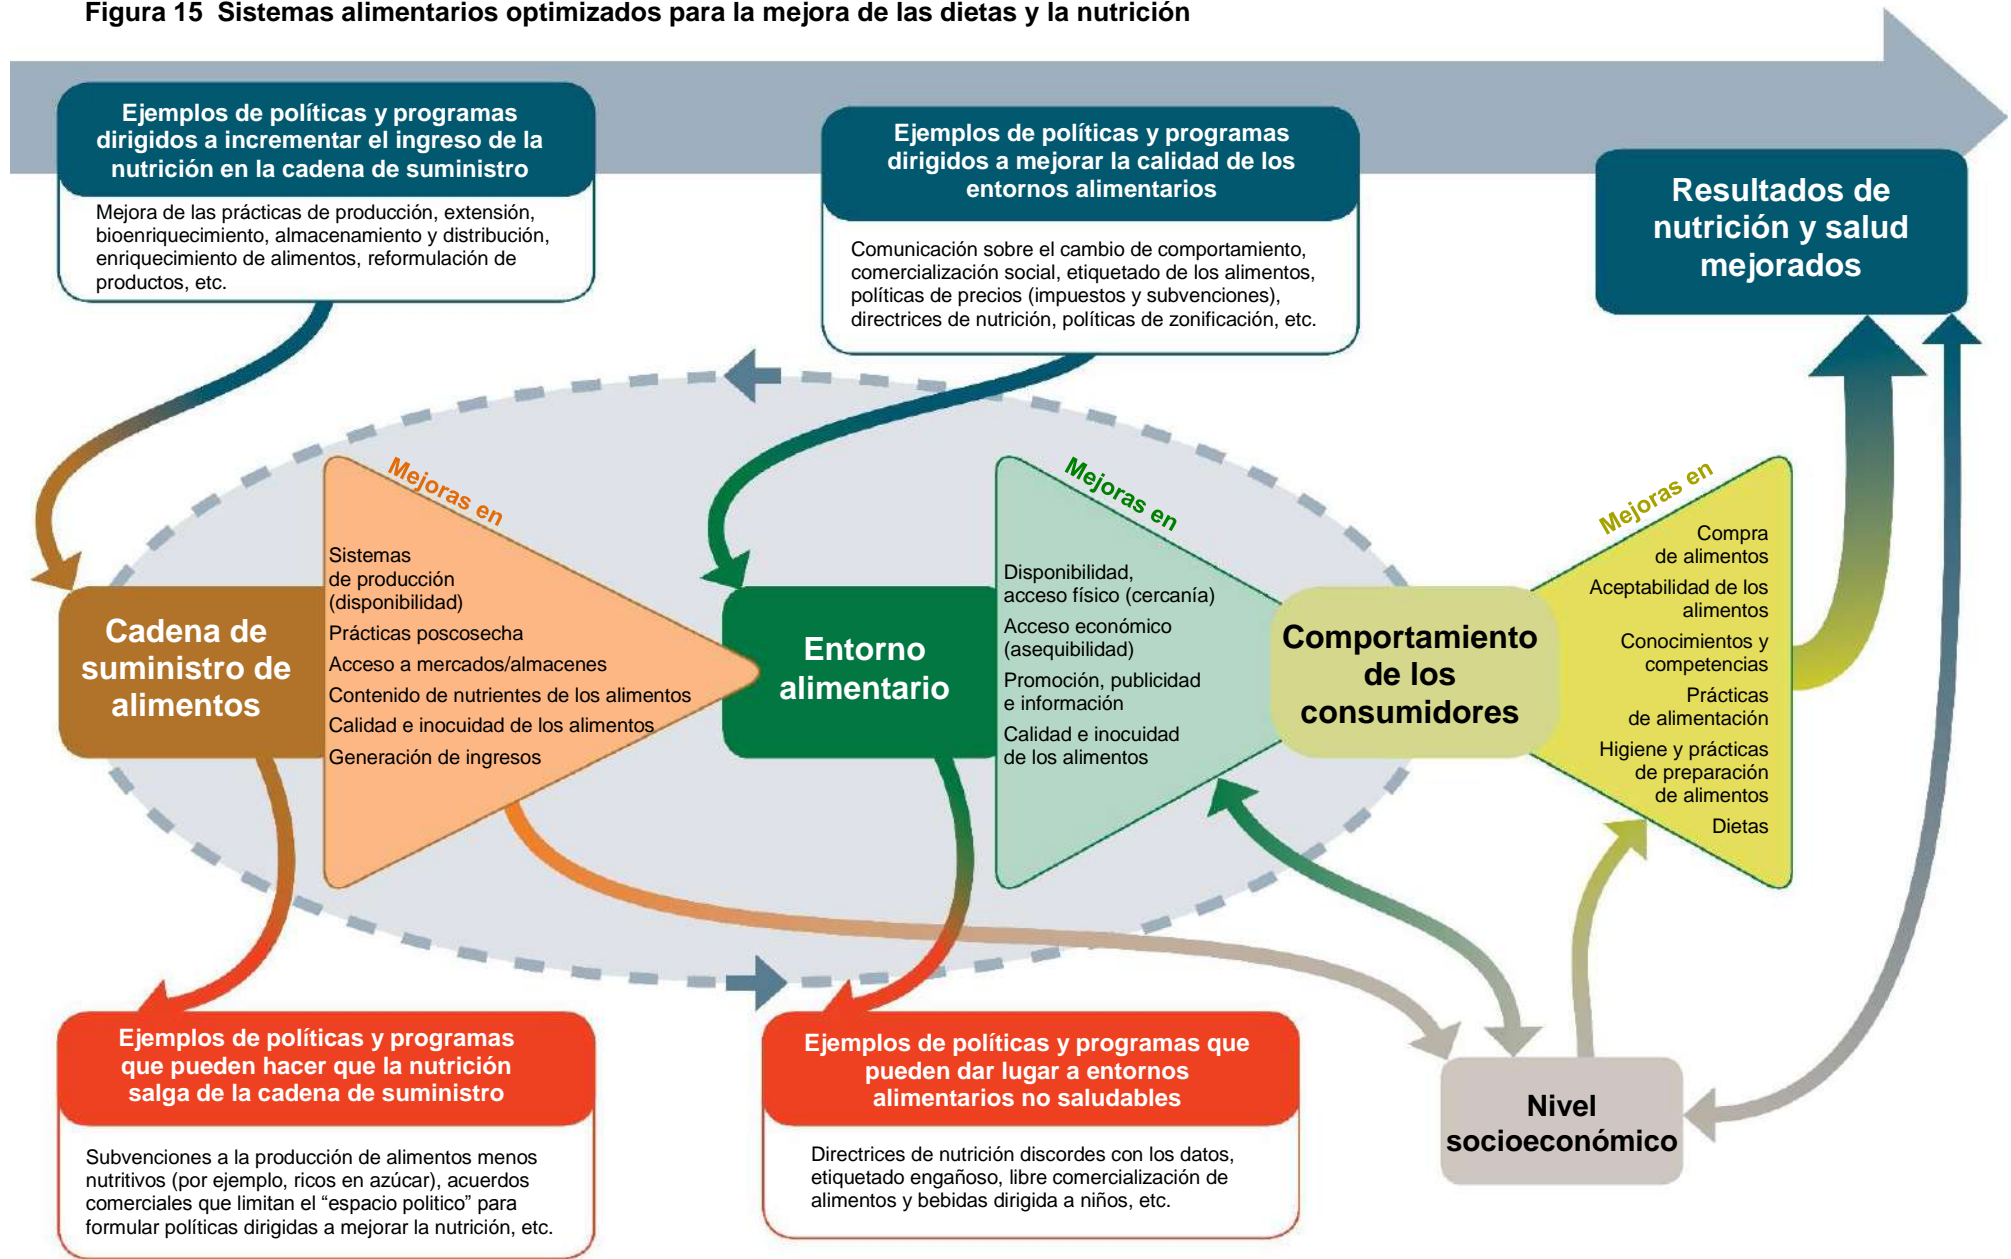 Figura 15 Sistemas alimentarios optimizados para la mejora de las dietas y la nutrición
Ejemplos de políticas y programas
dirigidos a incrementar el ingreso de la
nutrición en la cadena de suministro
Mejora de las prácticas de producción, extensión,
bioenriquecimiento, almacenamiento y distribución,
enriquecimiento de alimentos, reformulación de
productos, etc.
Ejemplos de políticas y programas
dirigidos a mejorar la calidad de los
entornos alimentarios
Comunicación sobre el cambio de comportamiento,
comercialización social, etiquetado de los alimentos,
políticas de precios (impuestos y subvenciones),
directrices de nutrición, políticas de zonificación, etc.
Resultados de
nutrición y salud
mejorados
Cadena de
suministro de
alimentos
Mejoras en
Sistemas
de producción
(disponibilidad)
Prácticas poscosecha
Acceso a mercados/almacenes
Contenido de nutrientes de los alimentos
Calidad e inocuidad de los alimentos
Generación de ingresos
Entorno
alimentario
Mejoras en
Disponibilidad,
acceso físico (cercanía)
Acceso económico
(asequibilidad)
Promoción, publicidad
e información
Calidad e inocuidad
de los alimentos
Comportamiento
de los
consumidores
Mejoras en
Compra
de alimentos
Aceptabilidad de los
alimentos
Conocimientos y
competencias
Prácticas
de alimentación
Higiene y prácticas
de preparación
de alimentos
Dietas
Ejemplos de políticas y programas
que pueden hacer que la nutrición
salga de la cadena de suministro
Subvenciones a la producción de alimentos menos
nutritivos (por ejemplo, ricos en azúcar), acuerdos
comerciales que limitan el “espacio politico” para
formular políticas dirigidas a mejorar la nutrición, etc.
Ejemplos de políticas y programas que
pueden dar lugar a entornos
alimentarios no saludables
Directrices de nutrición discordes con los datos,
etiquetado engañoso, libre comercialización de
alimentos y bebidas dirigida a niños, etc.
Nivel
socioeconómico